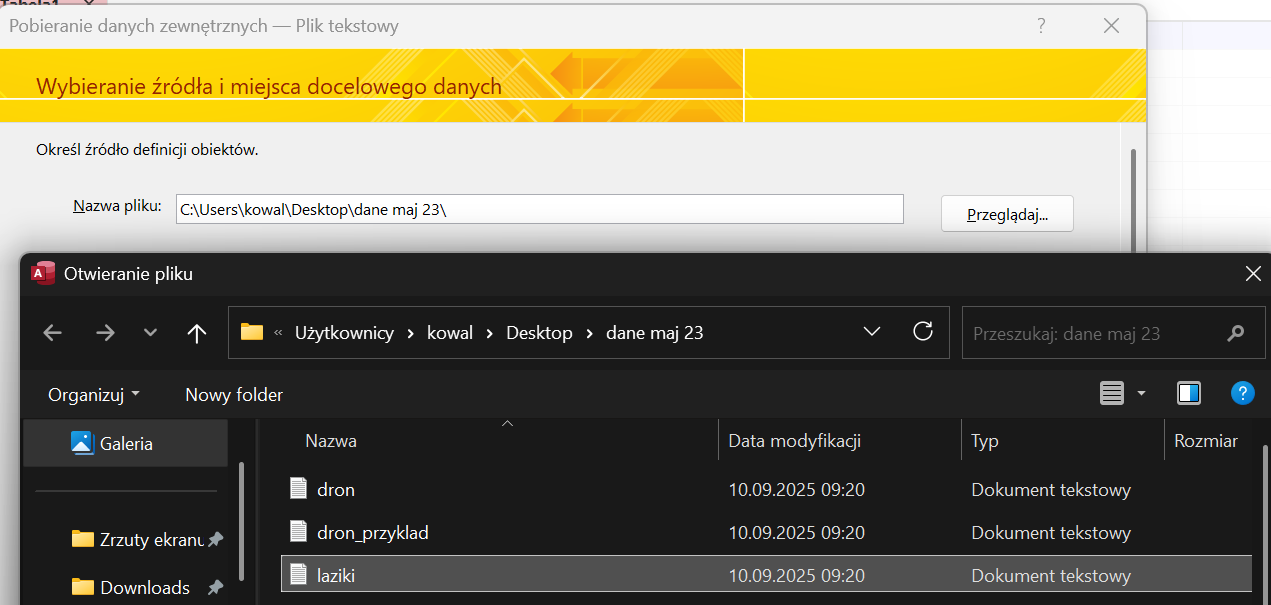 Tabela1
Pobieranie danych zewnętrznych — Plik tekstowy
?
Wybieranie źródła i miejsca docelowego danych
Określ źródło definicji obiektów.
Nazwa pliku: C:\Users\kowal\Desktop\dane maj 23\ Przeglądaj...
A Otwieranie pliku
« Użytkownicy > kowal > Desktop > dane maj 23 Przeszukaj: dane maj 23
Organizuj Nowy folder ?
Galeria
Zrzuty ekranu
Downloads
Nazwa Data modyfikacji Typ Rozmiar
dron 10.09.2025 09:20 Dokument tekstowy
dron_przyklad 10.09.2025 09:20 Dokument tekstowy
laziki 10.09.2025 09:20 Dokument tekstowy